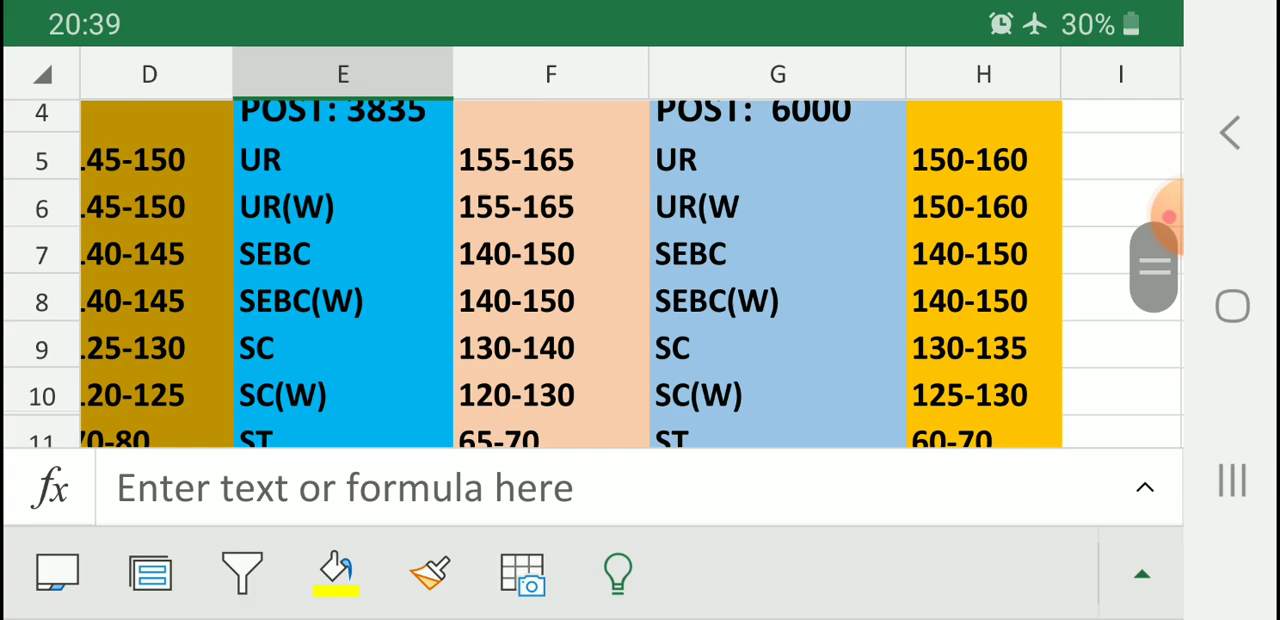 20:39 30%
D E F G H I
4 POST: 3835 POST: 6000
5 45-150 UR 155-165 UR 150-160
6 45-150 UR(W) 155-165 UR(W 150-160
7 40-145 SEBC 140-150 SEBC 140-150
8 40-145 SEBC(W) 140-150 SEBC(W) 140-150
9 25-130 SC 130-140 SC 130-135
10 20-125 SC(W) 120-130 SC(W) 125-130
11 70-80 ST 65-70 ST 60-70
fx Enter text or formula here